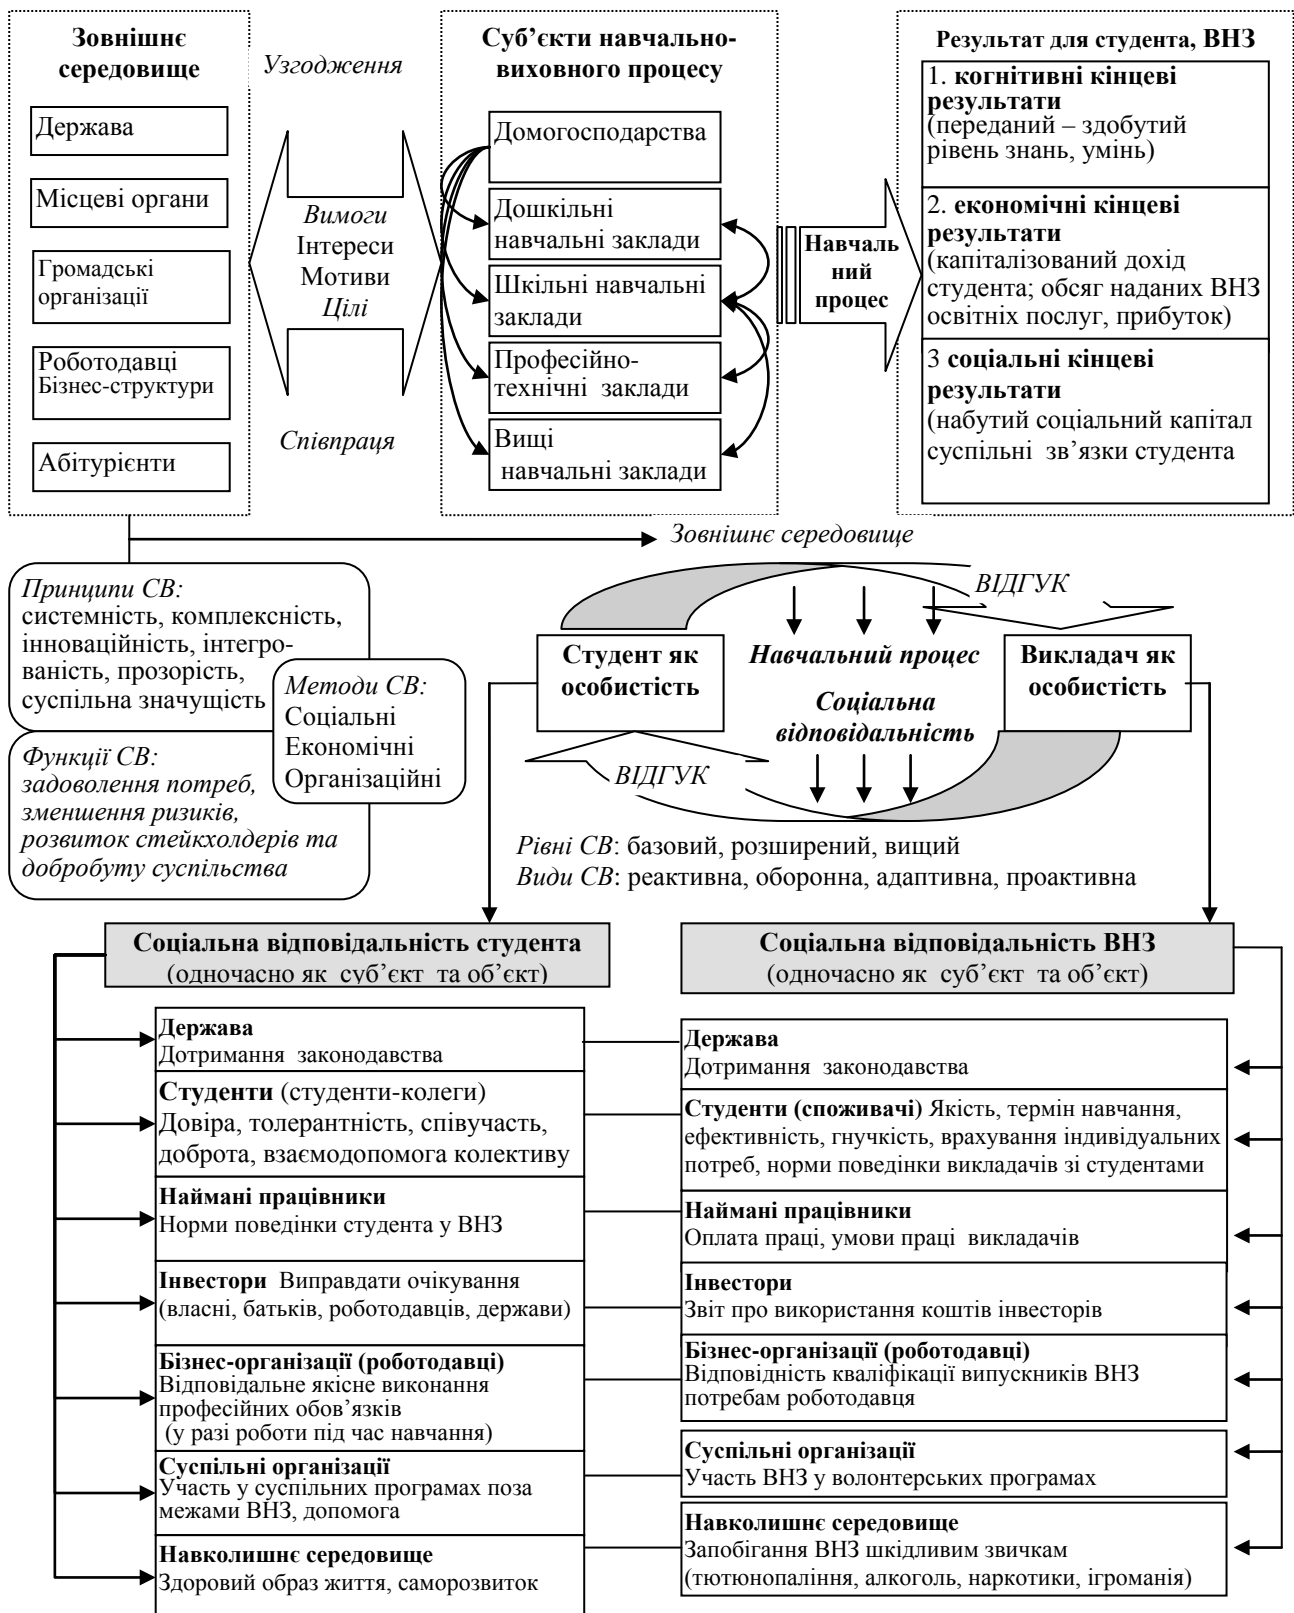 Зовнішнє
середовище
Держава
Місцеві органи
Громадські
організації
Роботодавці
Бізнес-структури
Абітурієнти
Узгодження
Вимоги
Інтереси
Мотиви
Цілі
Співпраця
Суб’єкти навчально-
виховного процесу
Домогосподарства
Дошкільні
навчальні заклади
Шкільні навчальні
заклади
Професійно-
технічні заклади
Вищі
навчальні заклади
Навчаль
ний
процес
Результат для студента, ВНЗ
1. когнітивні кінцеві
результати
(переданий – здобутий
рівень знань, умінь)
2. економічні кінцеві
результати
(капіталізований дохід
студента; обсяг наданих ВНЗ
освітніх послуг, прибуток)
3 соціальні кінцеві
результати
(набутий соціальний капітал
суспільні зв’язки студента
Зовнішнє середовище
Принципи СВ:
системність, комплексність,
інноваційність, інтегро-
ваність, прозорість,
суспільна значущість
Методи СВ:
Соціальні
Економічні
Організаційні
Функції СВ:
задоволення потреб,
зменшення ризиків,
розвиток стейкхолдерів та
добробуту суспільства
ВІДГУК
Студент як
особистість
Навчальний процес
Соціальна
відповідальність
Викладач як
особистість
ВІДГУК
Рівні СВ: базовий, розширений, вищий
Види СВ: реактивна, оборонна, адаптивна, проактивна
Соціальна відповідальність студента
(одночасно як суб’єкт та об’єкт)
Держава
Дотримання законодавства
Студенти (студенти-колеги)
Довіра, толерантність, співучасть,
доброта, взаємодопомога колективу
Наймані працівники
Норми поведінки студента у ВНЗ
Інвестори Виправдати очікування
(власні, батьків, роботодавців, держави)
Бізнес-організації (роботодавці)
Відповідальне якісне виконання
професійних обов’язків
(у разі роботи під час навчання)
Суспільні організації
Участь у суспільних програмах поза
межами ВНЗ, допомога
Навколишнє середовище
Здоровий образ життя, саморозвиток
Соціальна відповідальність ВНЗ
(одночасно як суб’єкт та об’єкт)
Держава
Дотримання законодавства
Студенти (споживачі) Якість, термін навчання,
ефективність, гнучкість, врахування індивідуальних
потреб, норми поведінки викладачів зі студентами
Наймані працівники
Оплата праці, умови праці викладачів
Інвестори
Звіт про використання коштів інвесторів
Бізнес-організації (роботодавці)
Відповідність кваліфікації випускників ВНЗ
потребам роботодавця
Суспільні організації
Участь ВНЗ у волонтерських програмах
Навколишнє середовище
Запобігання ВНЗ шкідливим звичкам
(тютюнопаління, алкоголь, наркотики, ігроманія)